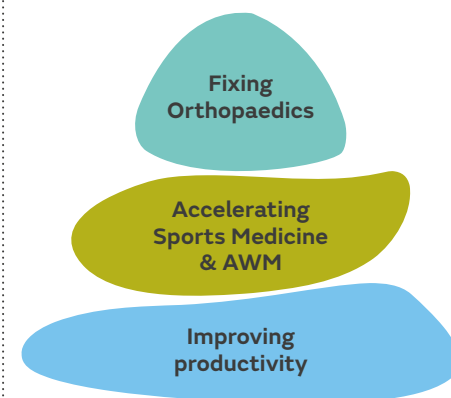 Fixing
Orthopaedics
Accelerating
Sports Medicine
& AWM
Improving
productivity